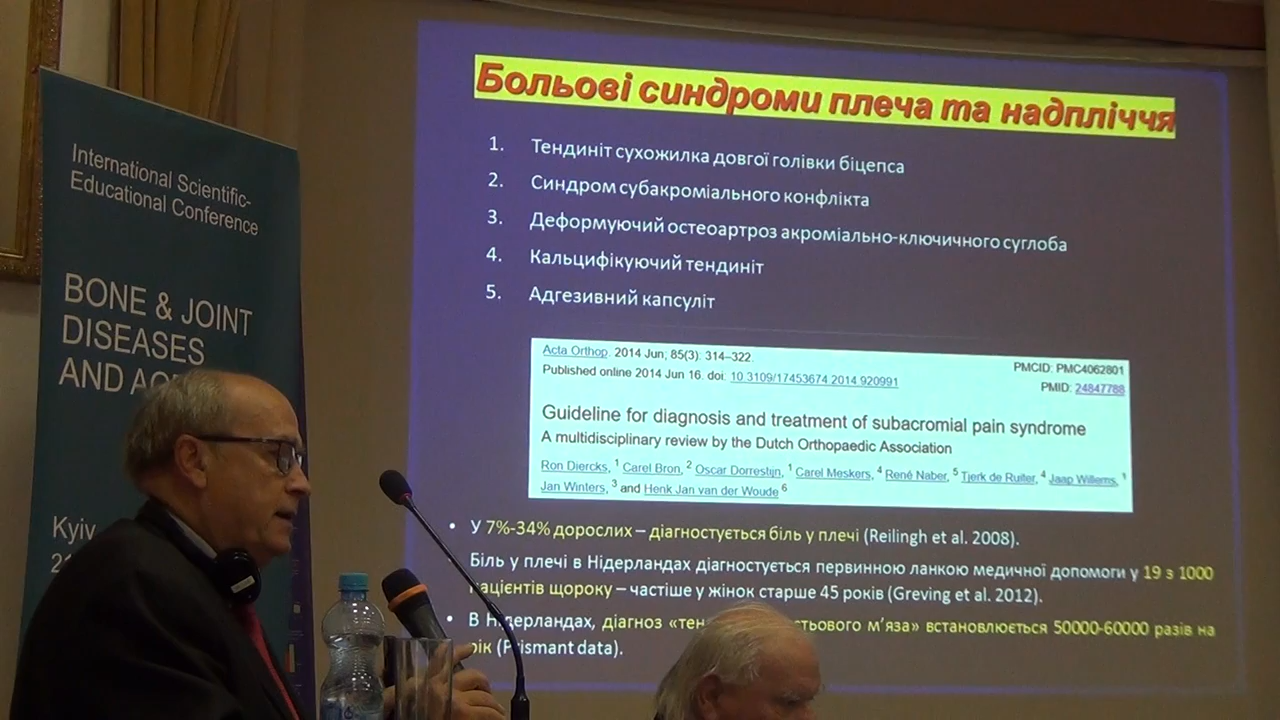 International Scientific-
Educational Conference
BONE & JOINT
DISEASES
AND
Kyiv
Больові синдроми плеча та надпліччя
1. Тендиніт сухожилка довгої голівки біцепса
2. Синдром субакроміального конфлікта
3. Деформуючий остеоартроз акроміально-ключичного суглоба
4. Кальцифікуючий тендиніт
5. Адгезивний капсуліт
Acta Orthop. 2014 Jun; 85(3): 314–322.
PMCID: PMC4062801
Published online 2014 Jun 16. doi: 10.3109/17453674.2014.920991
PMID: 24847788
Guideline for diagnosis and treatment of subacromial pain syndrome
A multidisciplinary review by the Dutch Orthopaedic Association
Ron Diercks, 1 Carel Bron, 2 Oscar Dorrestijn, 1 Carel Meskers, 4 René Naber, 5 Tjerk de Ruiter, 4 Jaap Willems, 1
Jan Winters, 3 and Henk Jan van der Woude 6
• У 7%-34% дорослих – діагностується біль у плечі (Reilingh et al. 2008).
Біль у плечі в Нідерландах діагностується первинною ланкою медичної допомоги у 19 з 1000
пацієнтів щороку – частіше у жінок старше 45 років (Greving et al. 2012).
• В Нідерландах, діагноз «тен м'яза» встановлюється 50000-60000 разів на
рік (Prismant data).